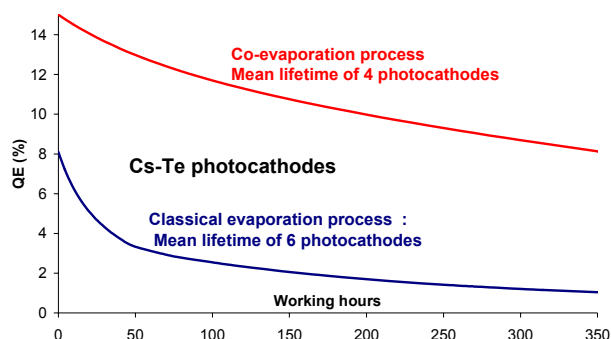 14
12
10
8
6
4
2
0
QE (%)
Co-evaporation process
Mean lifetime of 4 photocathodes
Cs-Te photocathodes
Classical evaporation process :
Mean lifetime of 6 photocathodes
Working hours
0 50 100 150 200 250 300 350